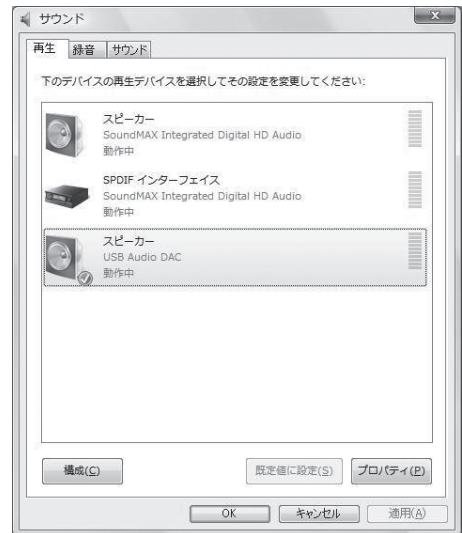 サウンド
再生 録音 サウンド
下のデバイスの再生デバイスを選択してその設定を変更してください:
スピーカー
SoundMAX Integrated Digital HD Audio
動作中
SPDIF インターフェイス
SoundMAX Integrated Digital HD Audio
動作中
スピーカー
USB Audio DAC
動作中
構成(C) 既定値に設定(S) プロパティ(P)
OK キャンセル 適用(A)